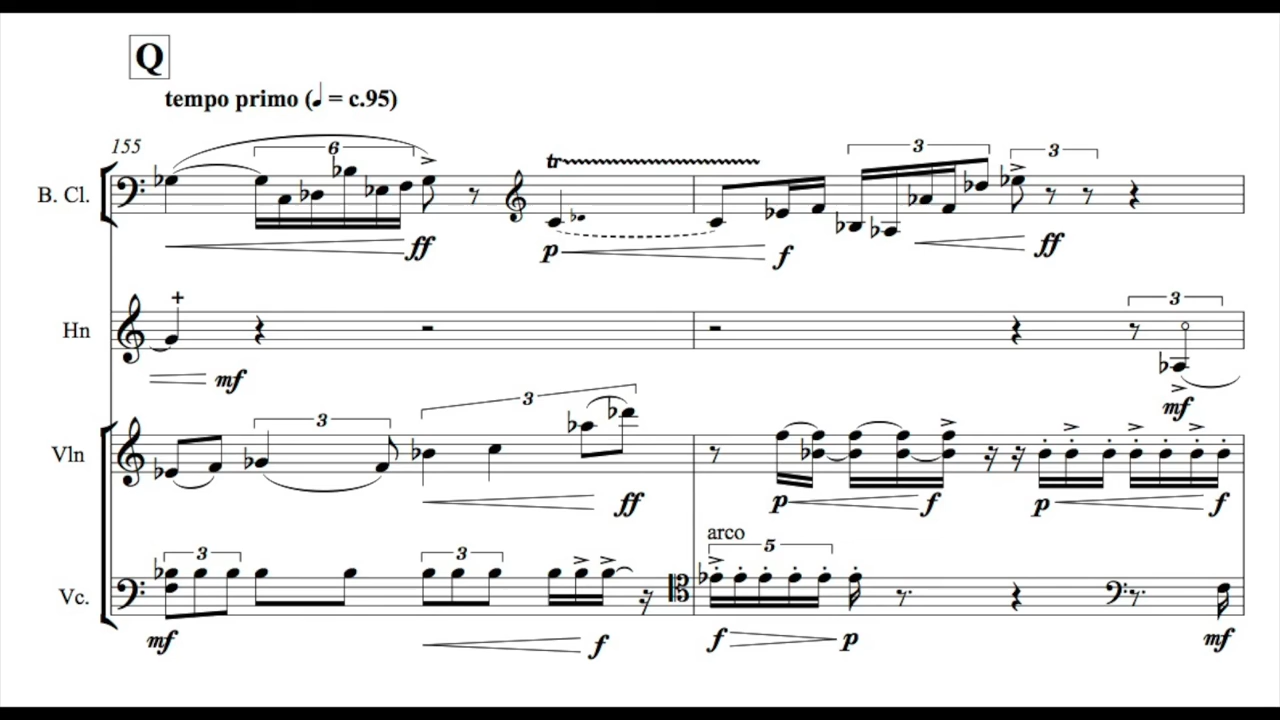 Q
tempo primo (♩ = c.95)
155
6
3
3
B. Cl.
tr
ff
p
f
ff
3
Hn
+
mf
mf
3
3
Vln
ff
p
f
p
f
arco
3
3
5
Vc.
mf
f
f
p
mf